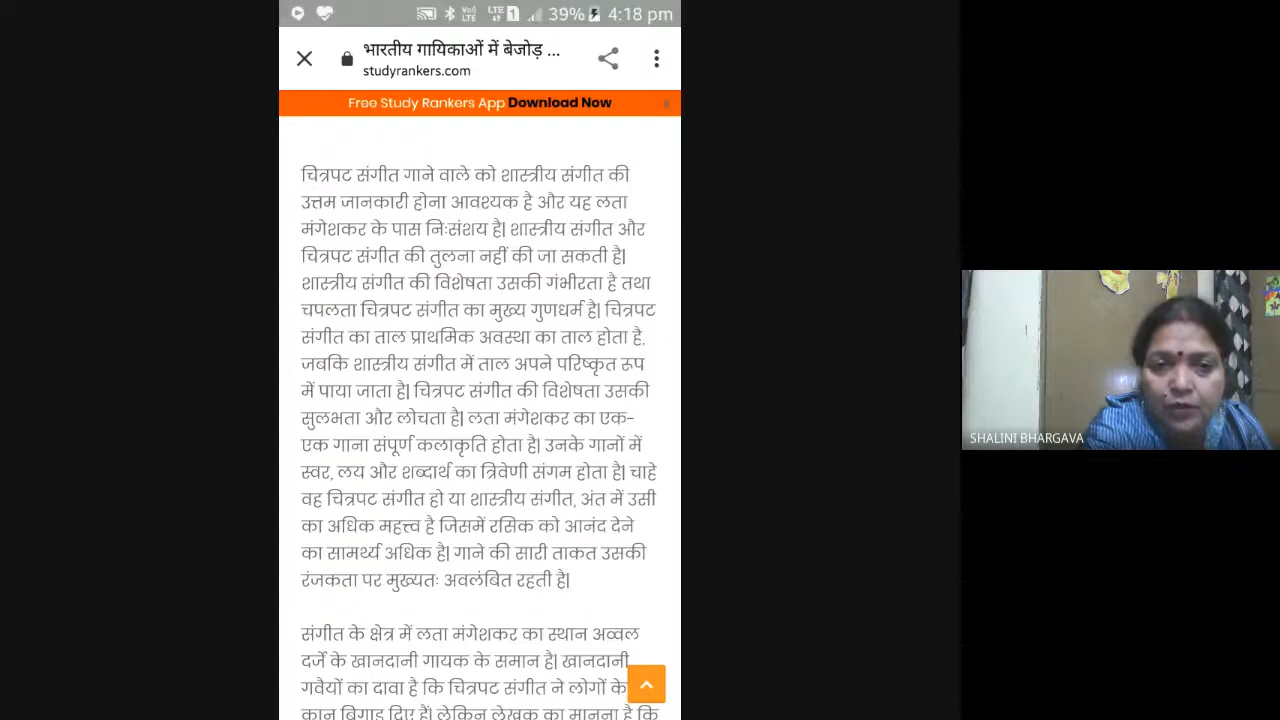 LTE 1 39% 4:18 pm
भारतीय गायिकाओं में बेजोड़ ...
studyrankers.com
Free Study Rankers App Download Now x
चित्रपट संगीत गाने वाले को शास्त्रीय संगीत की
उत्तम जानकारी होना आवश्यक है और यह लता
मंगेशकर के पास निःसंशय है| शास्त्रीय संगीत और
चित्रपट संगीत की तुलना नहीं की जा सकती है|
शास्त्रीय संगीत की विशेषता उसकी गंभीरता है तथा
चपलता चित्रपट संगीत का मुख्य गुणधर्म है| चित्रपट
संगीत का ताल प्राथमिक अवस्था का ताल होता है,
जबकि शास्त्रीय संगीत में ताल अपने परिष्कृत रूप
में पाया जाता है| चित्रपट संगीत की विशेषता उसकी
सुलभता और लोचता है| लता मंगेशकर का एक-
एक गाना संपूर्ण कलाकृति होता है| उनके गानों में
स्वर, लय और शब्दार्थ का त्रिवेणी संगम होता है| चाहे
वह चित्रपट संगीत हो या शास्त्रीय संगीत, अंत में उसी
का अधिक महत्त्व है जिसमें रसिक को आनंद देने
का सामर्थ्य अधिक है| गाने की सारी ताकत उसकी
रंजकता पर मुख्यतः अवलंबित रहती है|
संगीत के क्षेत्र में लता मंगेशकर का स्थान अव्वल
दर्जे के खानदानी गायक के समान है| खानदानी
गवैयों का दावा है कि चित्रपट संगीत ने लोगों के
कान बिगाड़ दिए हैं| लेकिन लेखक का मानना है कि
SHALINI BHARGAVA